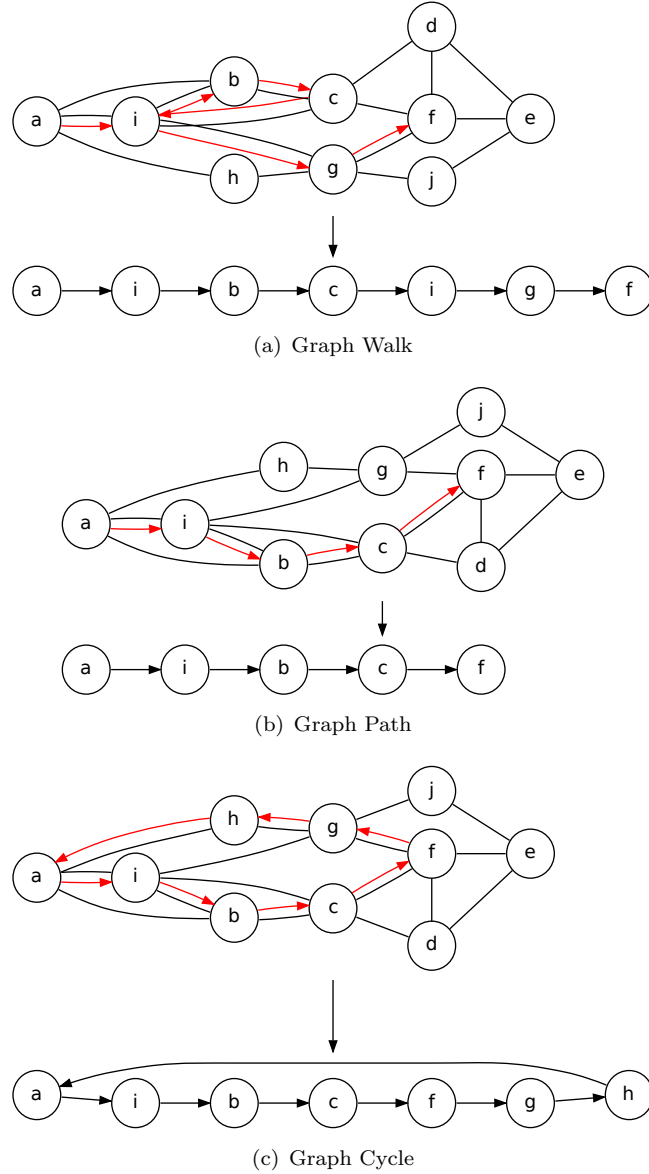 d
b
c
a
i
f
e
g
h
j
a i b c i g f
(a) Graph Walk
j
h
g
f
e
a
i
c
b
d
a i b c f
(b) Graph Path
j
h
g
f
e
a
i
c
b
d
a i b c f g h
(c) Graph Cycle